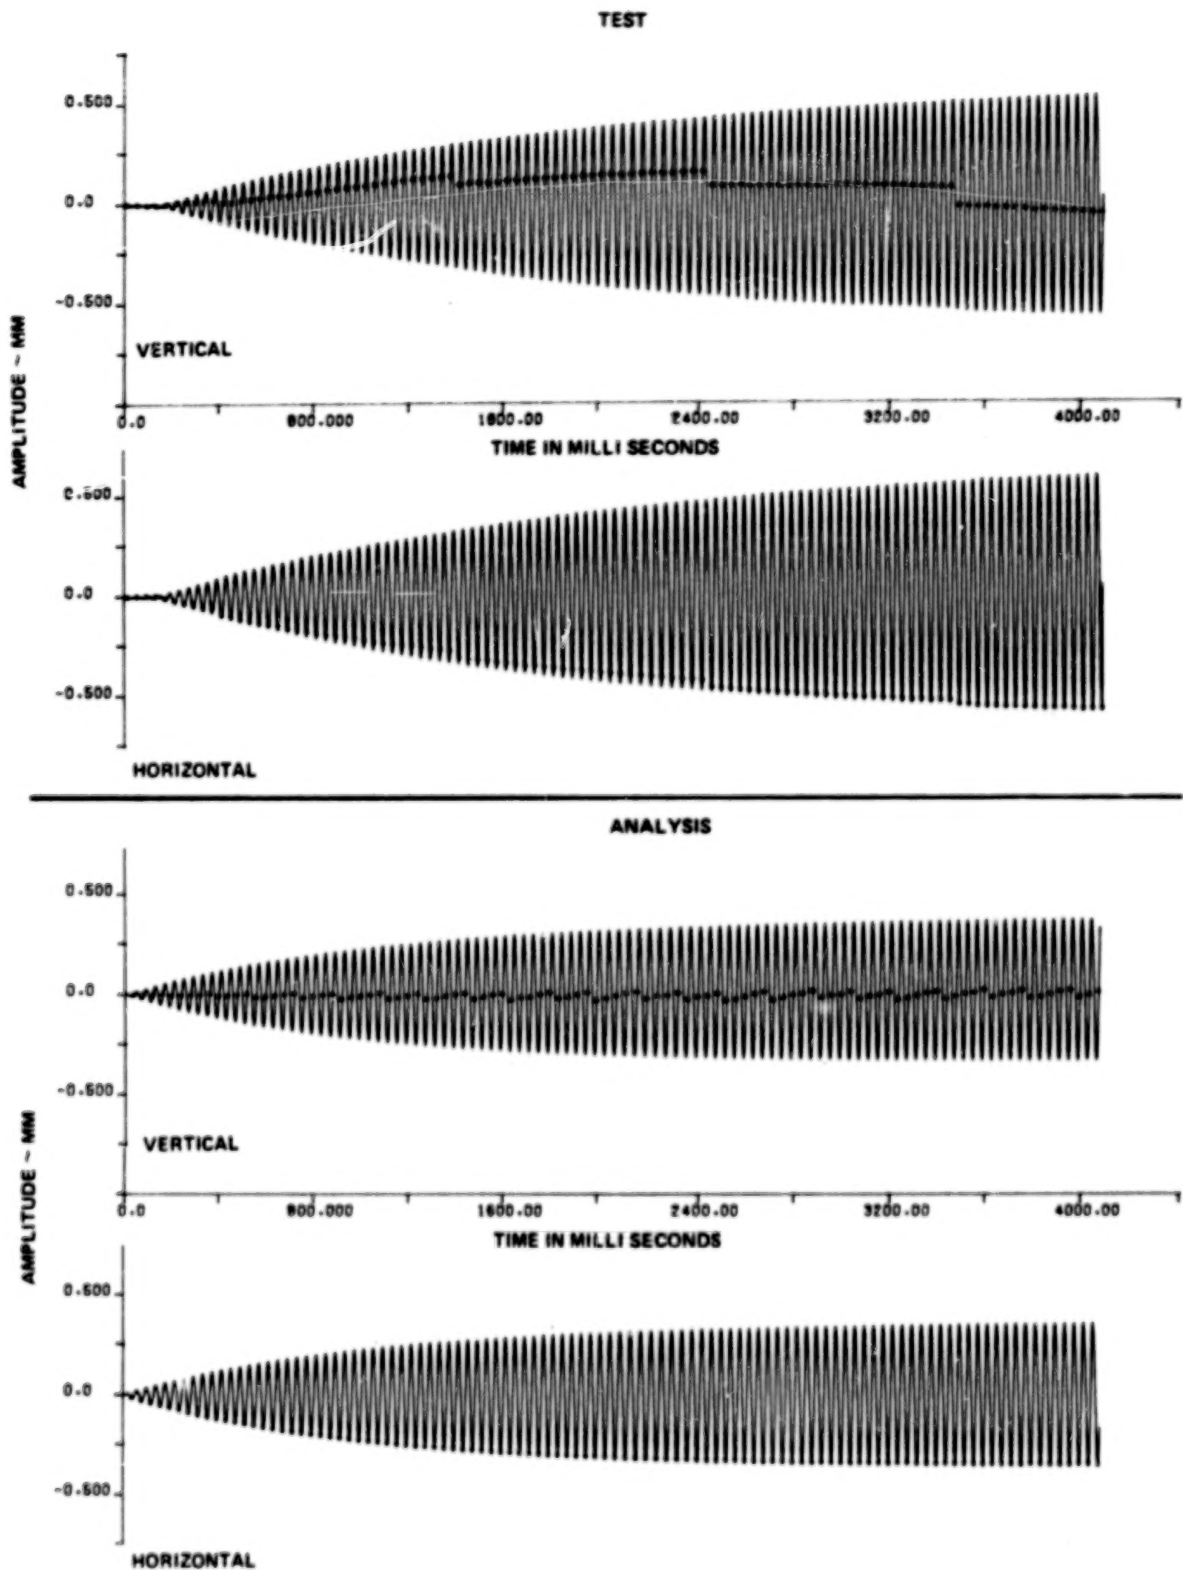 TEST
0.500
0.0
-0.500
VERTICAL
0.0 800.000 1600.00 2400.00 3200.00 4000.00
TIME IN MILLI SECONDS
AMPLITUDE ~ MM
0.500
0.0
-0.500
HORIZONTAL
ANALYSIS
0.500
0.0
-0.500
VERTICAL
0.0 800.000 1600.00 2400.00 3200.00 4000.00
TIME IN MILLI SECONDS
AMPLITUDE ~ MM
0.500
0.0
-0.500
HORIZONTAL